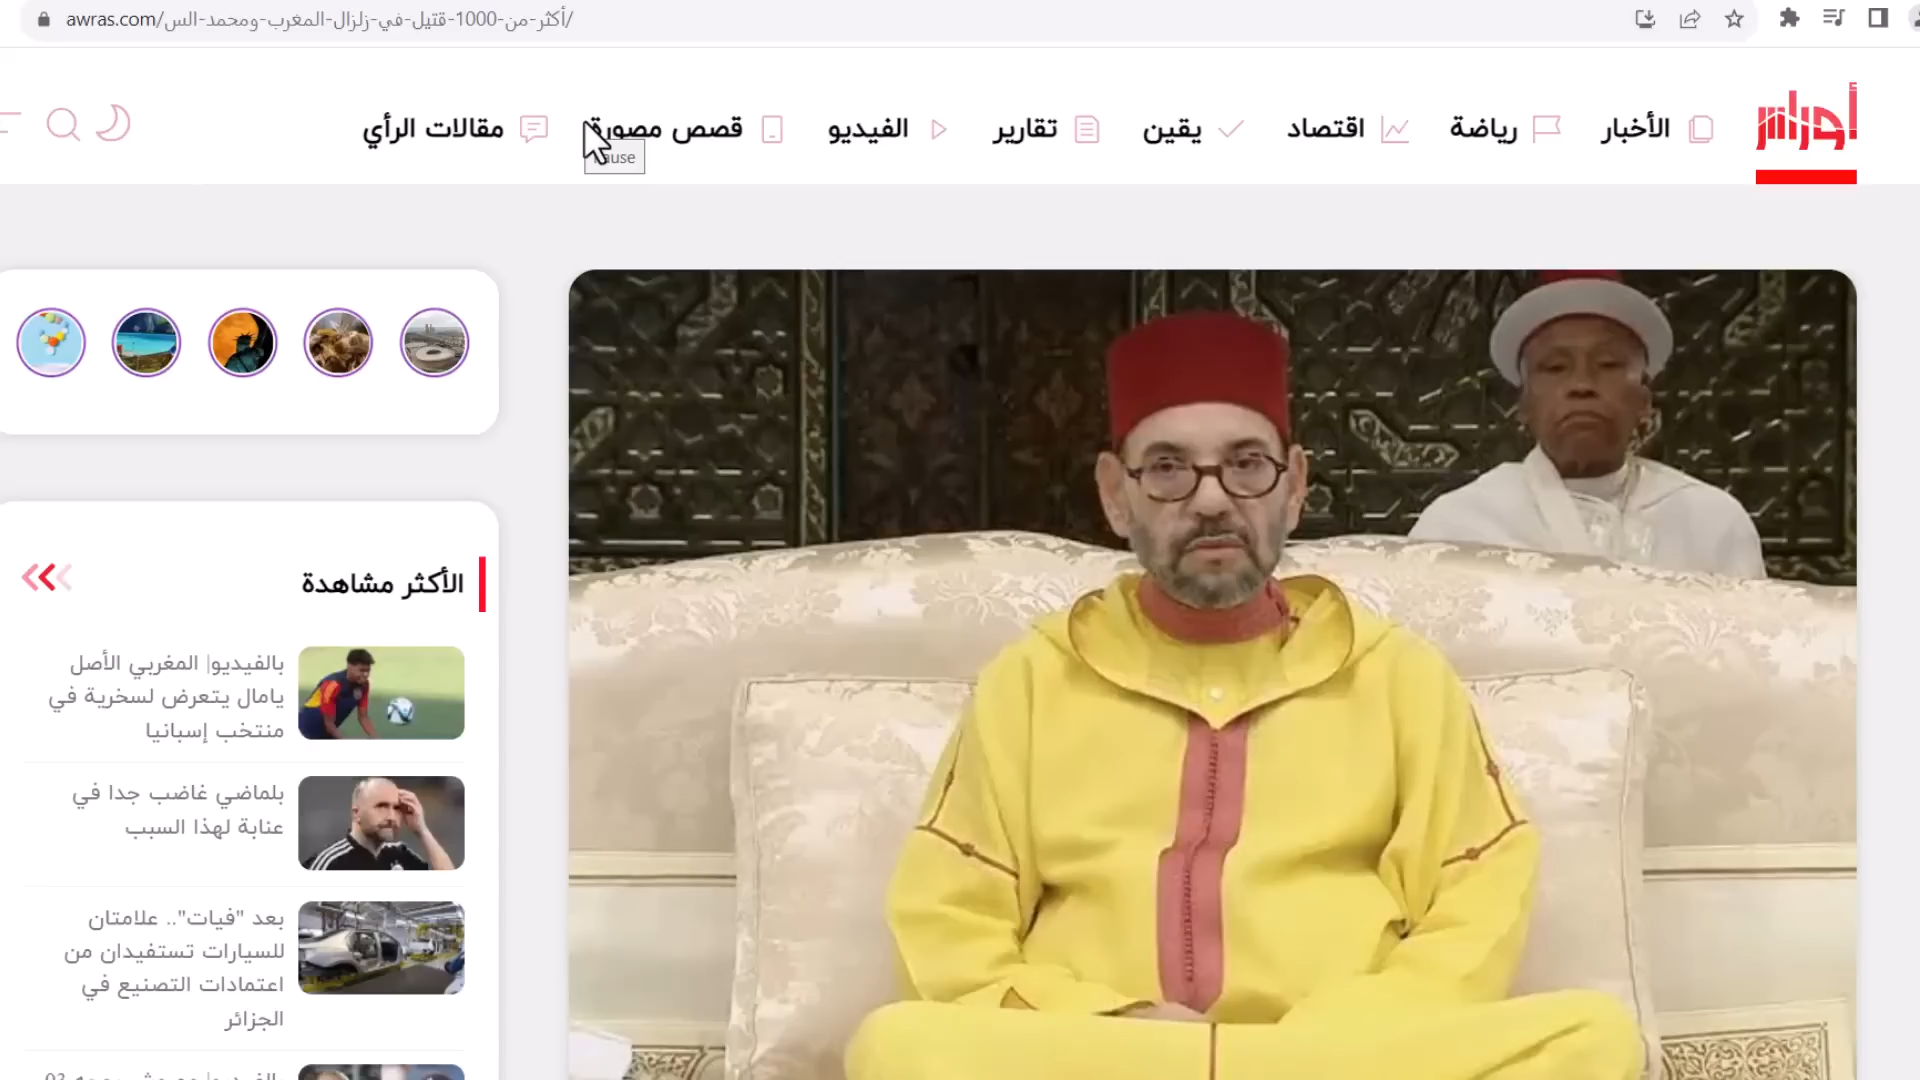 awras.com/أكثر-من-1000-قتيل-في-زلزال-المغرب-ومحمد-الس/
أوراس
الأخبار
رياضة
اقتصاد
يقين
تقارير
الفيديو
قصص مصورة
مقالات الرأي
الأكثر مشاهدة
بالفيديو| المغربي الأصل
يامال يتعرض لسخرية في
منتخب إسبانيا
بلماضي غاضب جدا في
عنابة لهذا السبب
بعد "فيات".. علامتان
للسيارات تستفيدان من
اعتمادات التصنيع في
الجزائر